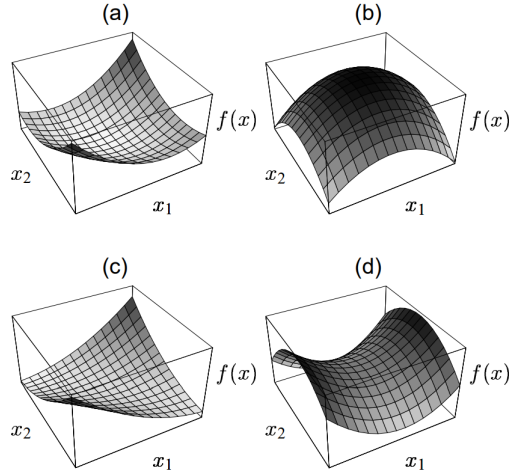 (a) (b)
f(x) f(x)
x₂ x₂
x₁ x₁
(c) (d)
f(x) f(x)
x₂ x₂
x₁ x₁